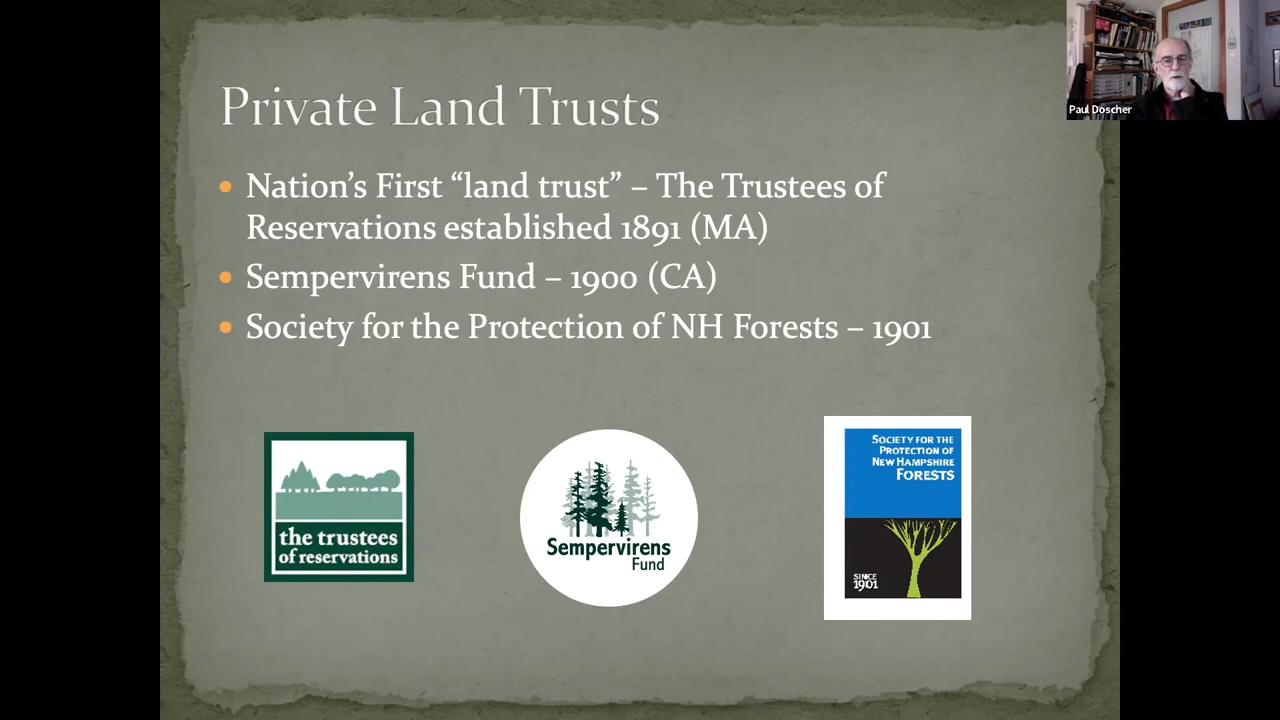 Paul Doscher
Private Land Trusts
• Nation's First “land trust” – The Trustees of
Reservations established 1891 (MA)
• Sempervirens Fund – 1900 (CA)
• Society for the Protection of NH Forests – 1901
the trustees
of reservations
Sempervirens
Fund
SOCIETY FOR THE
PROTECTION OF
NEW HAMPSHIRE
FORESTS
SINCE
1901